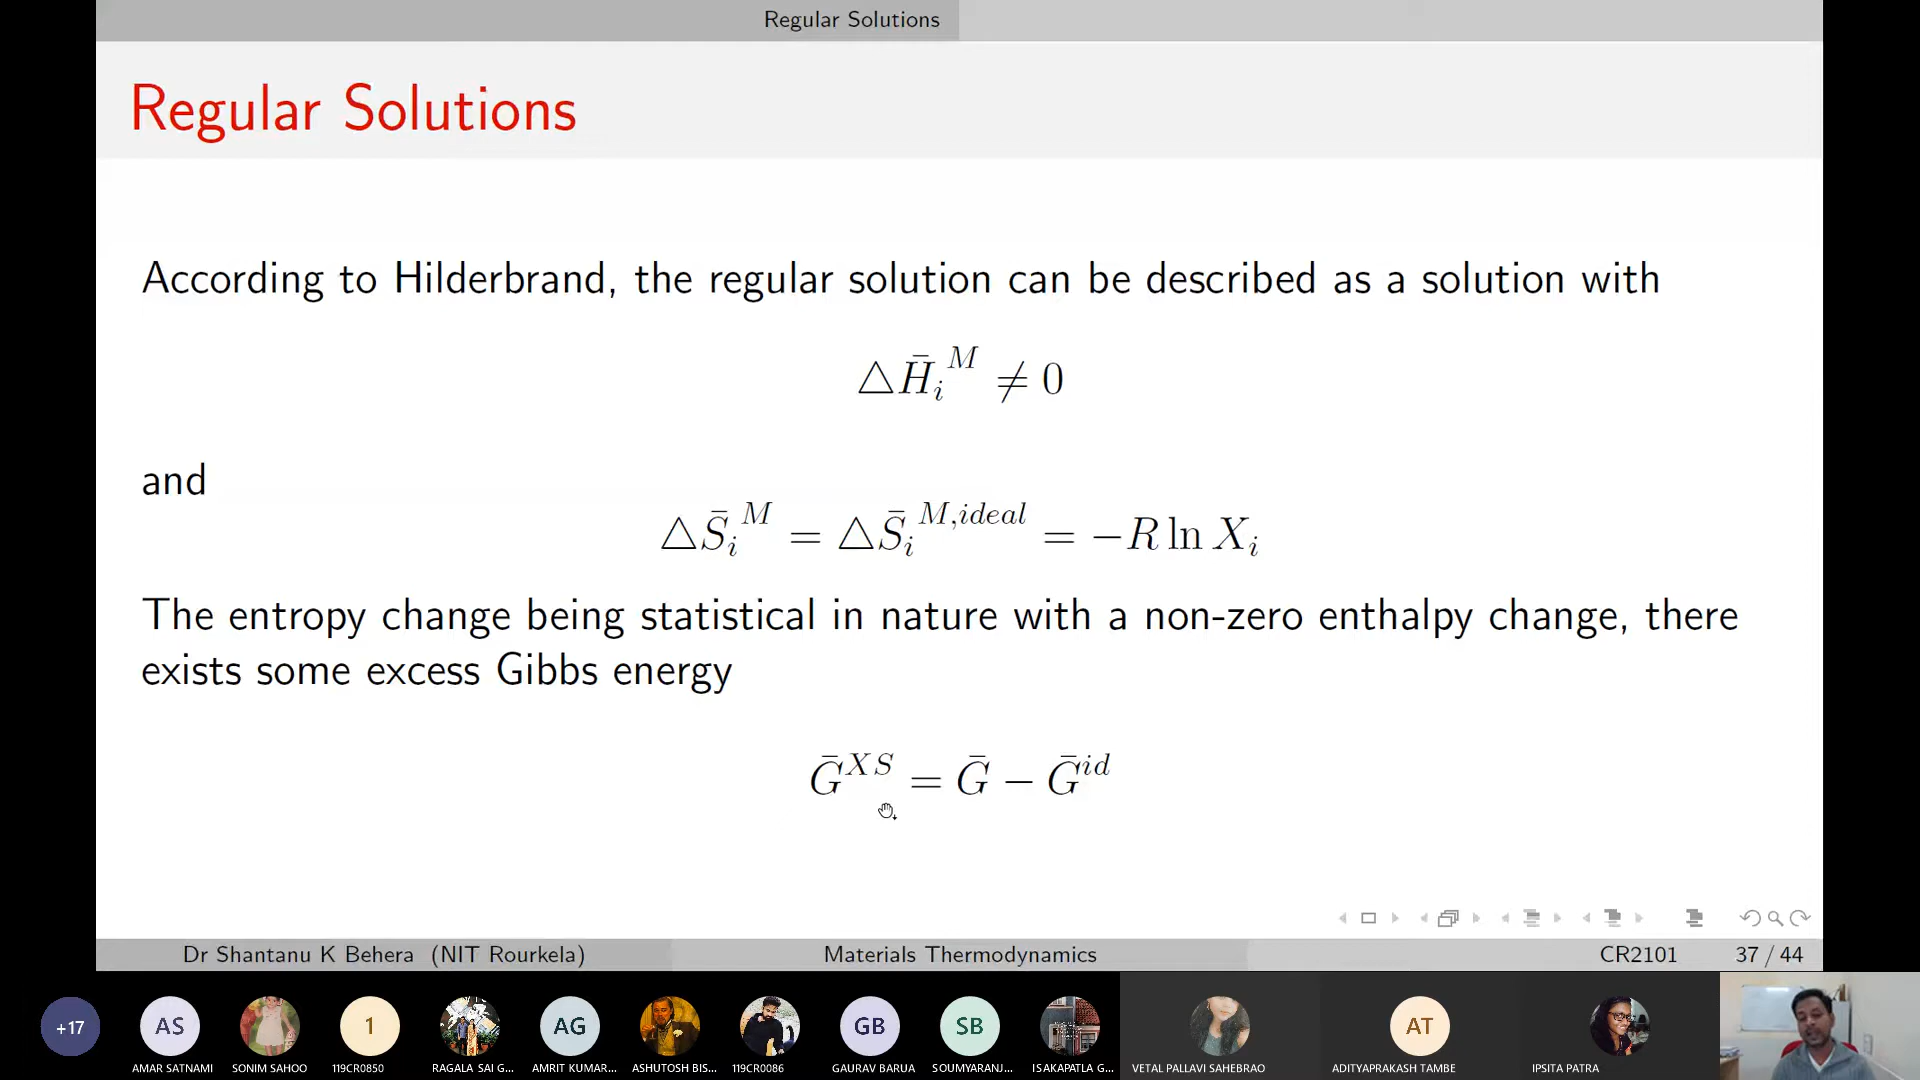 Regular Solutions
Regular Solutions
According to Hilderbrand, the regular solution can be described as a solution with
△H̄ᵢᴹ ≠ 0
and
△S̄ᵢᴹ = △S̄ᵢ^{M,ideal} = −R ln Xᵢ
The entropy change being statistical in nature with a non-zero enthalpy change, there
exists some excess Gibbs energy
Ḡ^{XS} = Ḡ − Ḡ^{id}
Dr Shantanu K Behera (NIT Rourkela) Materials Thermodynamics CR2101 37 / 44
+17 AS 1 AG GB SB AT
AMAR SATNAMI SONIM SAHOO 119CR0850 RAGALA SAI G... AMRIT KUMAR... ASHUTOSH BIS... 119CR0086 GAURAV BARUA SOUMYARANJ... ISAKAPATLA G... VETAL PALLAVI SAHEBRAO ADITYAPRAKASH TAMBE IPSITA PATRA